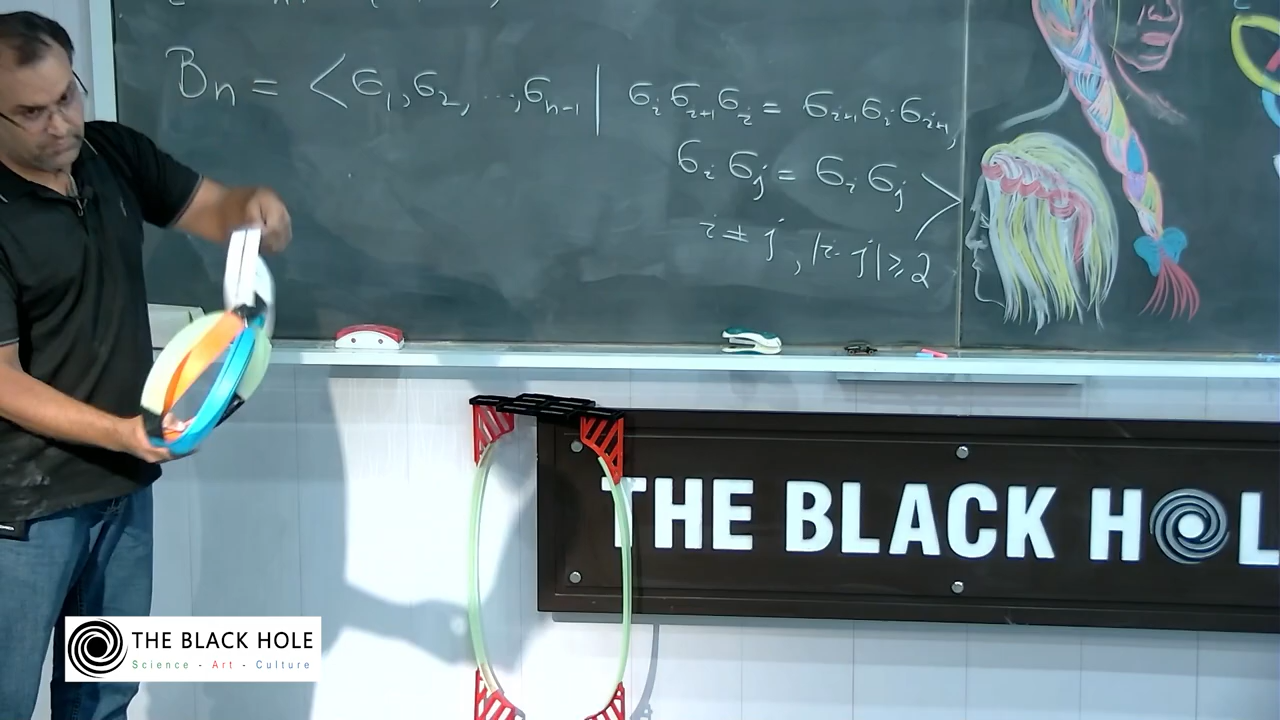 Bn = < σ1, σ2, ..., σn-1 | σi σi+1 σi = σi+1 σi σi+1,
σi σj = σi σj >
i ≠ j, |i-j| ≥ 2
THE BLACK HOL
THE BLACK HOLE
Science - Art - Culture